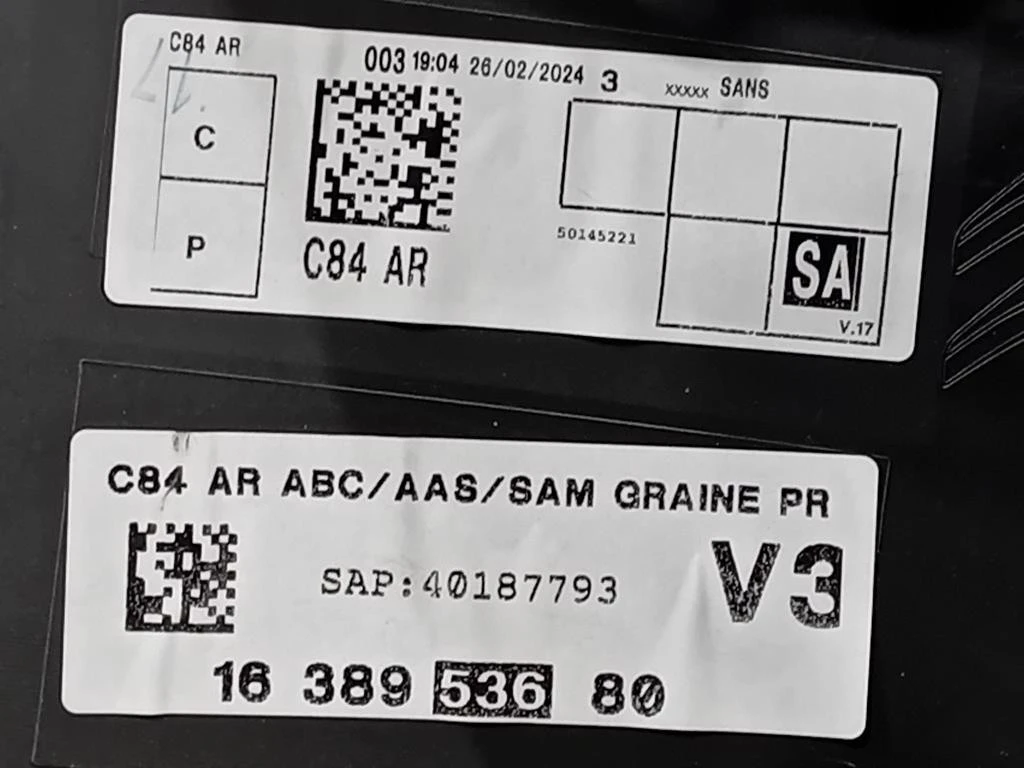 C84 AR
003 19:04 26/02/2024 3
xxxxx SANS
C
P
C84 AR
50145221
SA
V.17
C84 AR ABC/AAS/SAM GRAINE PR
SAP:40187793
V3
16 389 536 80